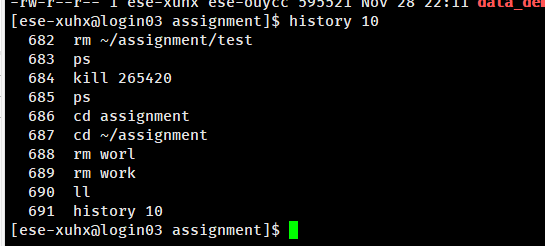 -rw-r--r-- 1 ese-xuhx ese-ouycc 595521 Nov 28 22:11 data_dem
[ese-xuhx@login03 assignment]$ history 10
682 rm ~/assignment/test
683 ps
684 kill 265420
685 ps
686 cd assignment
687 cd ~/assignment
688 rm worl
689 rm work
690 ll
691 history 10
[ese-xuhx@login03 assignment]$